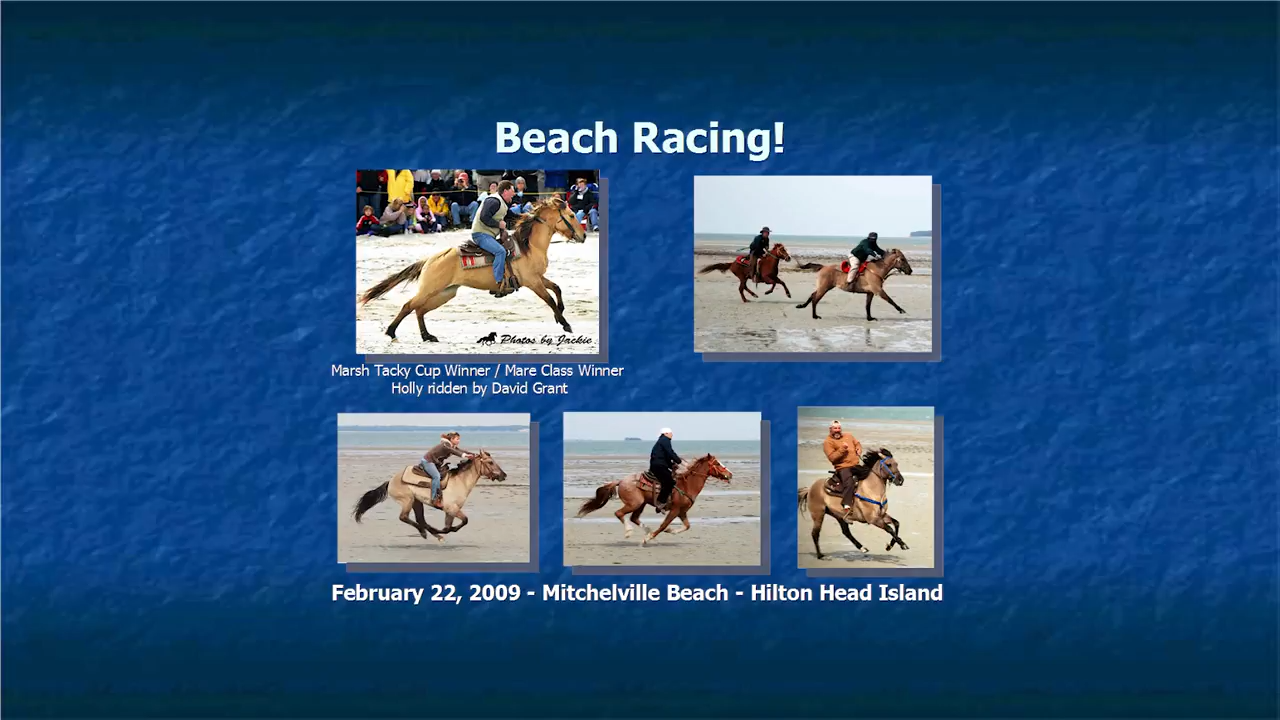 Beach Racing!
Photos by Jackie
Marsh Tacky Cup Winner / Mare Class Winner
Holly ridden by David Grant
February 22, 2009 - Mitchelville Beach - Hilton Head Island